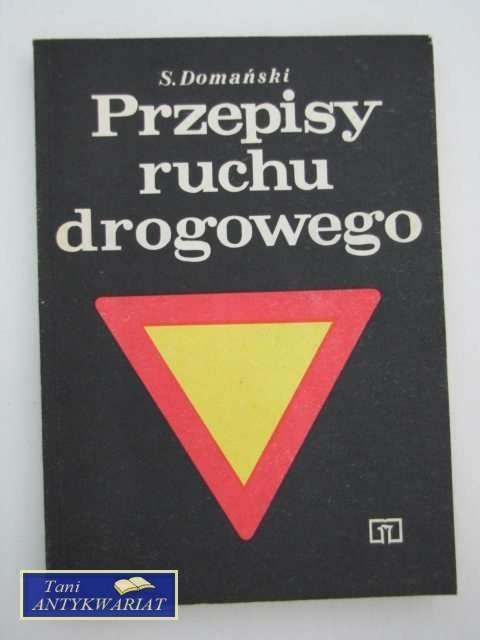 S. Domański
Przepisy
ruchu
drogowego
Tani
ANTYKWARIAT